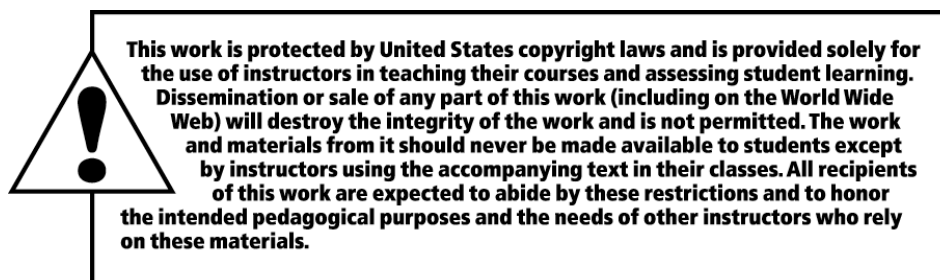 This work is protected by United States copyright laws and is provided solely for
the use of instructors in teaching their courses and assessing student learning.
Dissemination or sale of any part of this work (including on the World Wide
Web) will destroy the integrity of the work and is not permitted. The work
and materials from it should never be made available to students except
by instructors using the accompanying text in their classes. All recipients
of this work are expected to abide by these restrictions and to honor
the intended pedagogical purposes and the needs of other instructors who rely
on these materials.